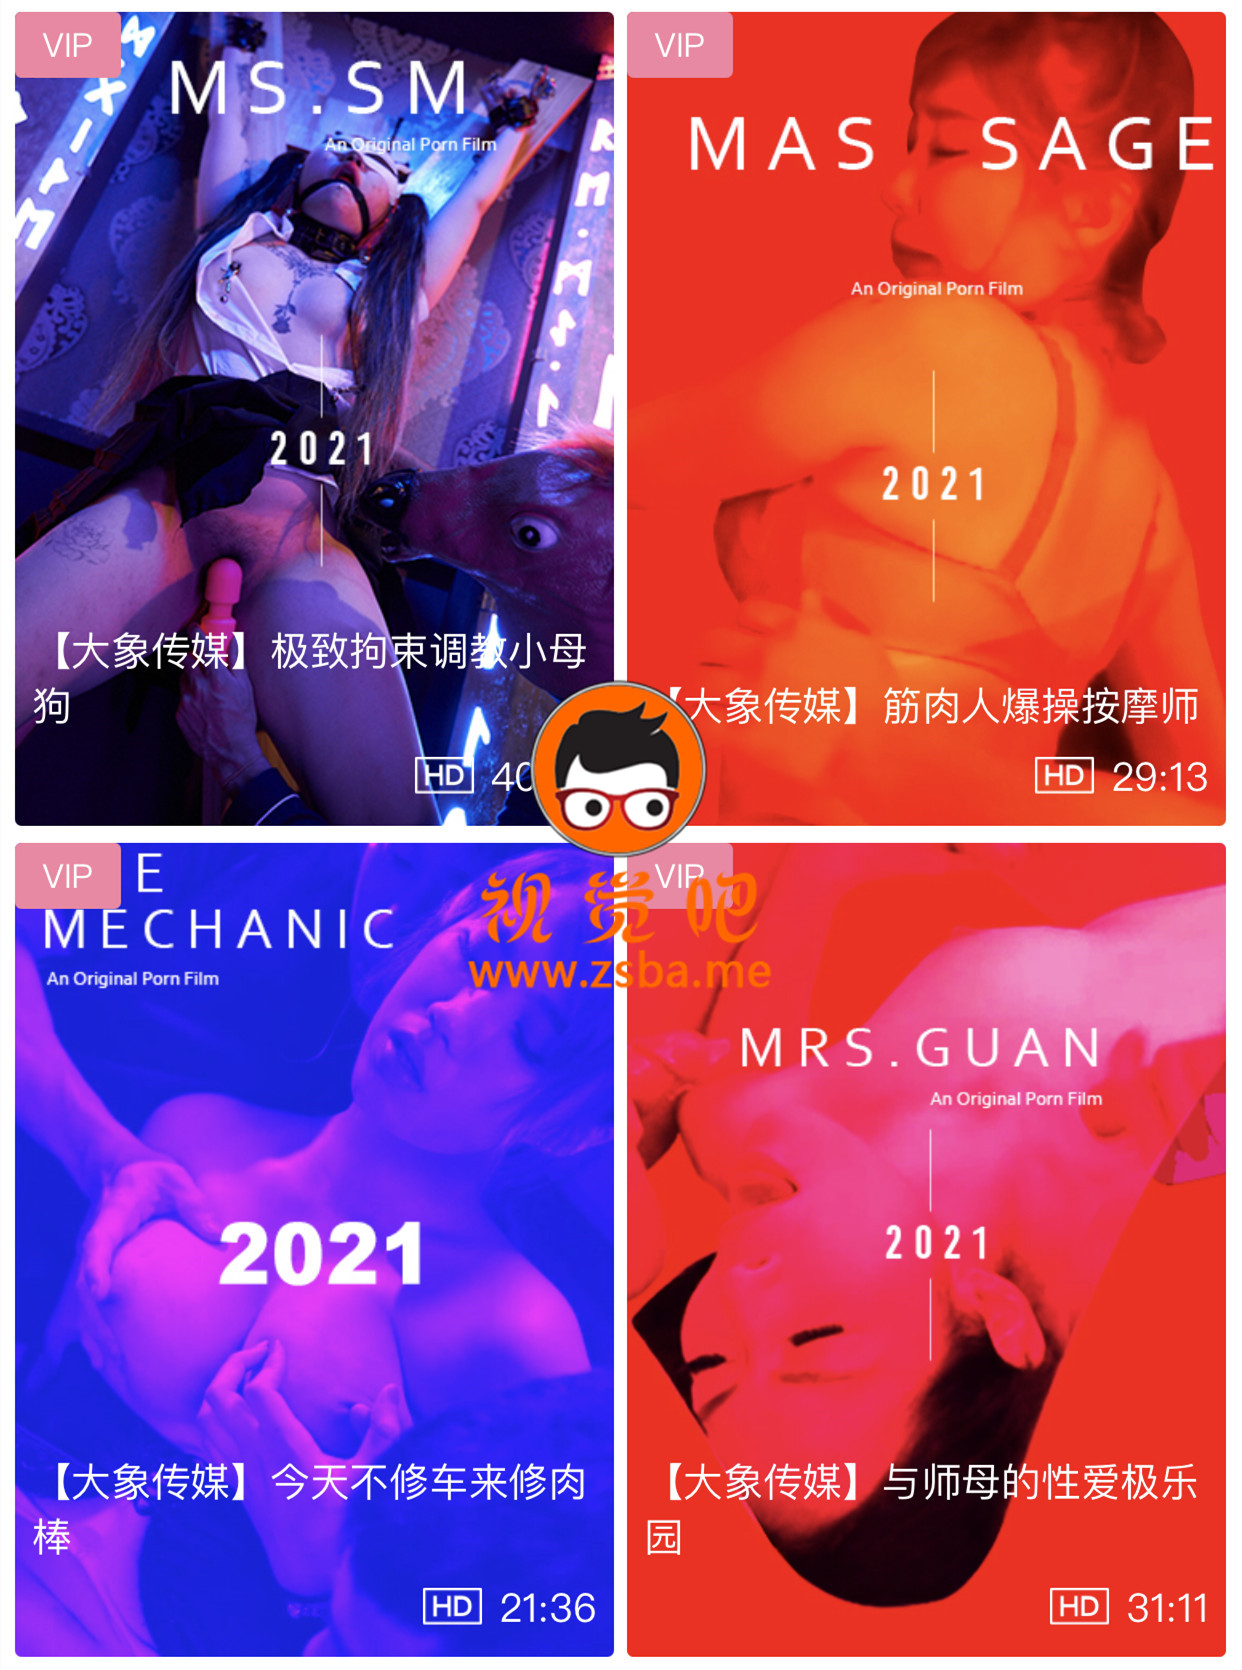 VIP
MS.SM
An Original Porn Film
2021
【大象传媒】极致拘束调教小母
狗
HD
VIP
MAS SAGE
An Original Porn Film
2021
【大象传媒】筋肉人爆操按摩师
HD 29:13
视觉吧
www.zsba.me
VIP
E
MECHANIC
An Original Porn Film
2021
【大象传媒】今天不修车来修肉
棒
HD 21:36
VIP
MRS.GUAN
An Original Porn Film
2021
【大象传媒】与师母的性爱极乐
园
HD 31:11